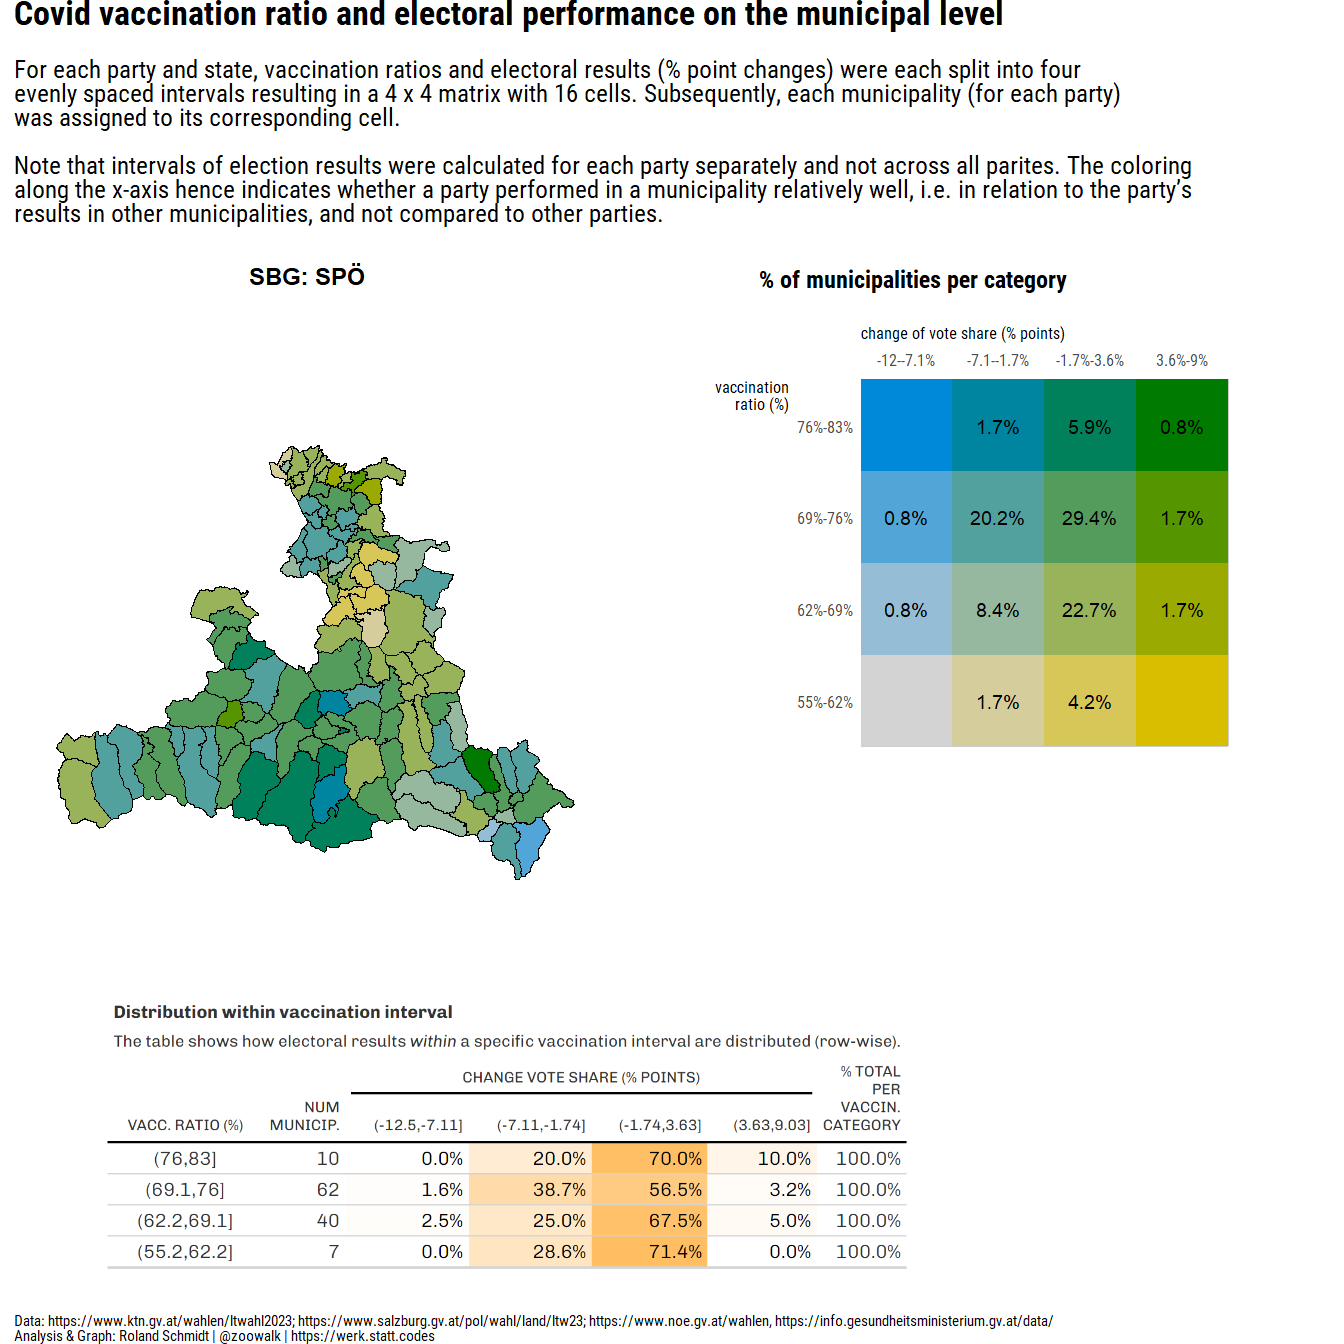 Covid vaccination ratio and electoral performance on the municipal level
For each party and state, vaccination ratios and electoral results (% point changes) were each split into four
evenly spaced intervals resulting in a 4 x 4 matrix with 16 cells. Subsequently, each municipality (for each party)
was assigned to its corresponding cell.
Note that intervals of election results were calculated for each party separately and not across all parites. The coloring
along the x-axis hence indicates whether a party performed in a municipality relatively well, i.e. in relation to the party's
results in other municipalities, and not compared to other parties.
SBG: SPÖ
% of municipalities per category
change of vote share (% points)
-12--7.1% -7.1--1.7% -1.7%-3.6% 3.6%-9%
vaccination
ratio (%)
76%-83% 1.7% 5.9% 0.8%
69%-76% 0.8% 20.2% 29.4% 1.7%
62%-69% 0.8% 8.4% 22.7% 1.7%
55%-62% 1.7% 4.2%
Distribution within vaccination interval
The table shows how electoral results within a specific vaccination interval are distributed (row-wise).
CHANGE VOTE SHARE (% POINTS)
% TOTAL
PER
VACCIN.
CATEGORY
NUM
MUNICIP.
VACC. RATIO (%) (-12.5,-7.11] (-7.11,-1.74] (-1.74,3.63] (3.63,9.03]
(76,83] 10 0.0% 20.0% 70.0% 10.0% 100.0%
(69.1,76] 62 1.6% 38.7% 56.5% 3.2% 100.0%
(62.2,69.1] 40 2.5% 25.0% 67.5% 5.0% 100.0%
(55.2,62.2] 7 0.0% 28.6% 71.4% 0.0% 100.0%
Data: https://www.ktn.gv.at/wahlen/ltwahl2023; https://www.salzburg.gv.at/pol/wahl/land/ltw23; https://www.noe.gv.at/wahlen, https://info.gesundheitsministerium.gv.at/data/
Analysis & Graph: Roland Schmidt | @zoowalk | https://werk.statt.codes